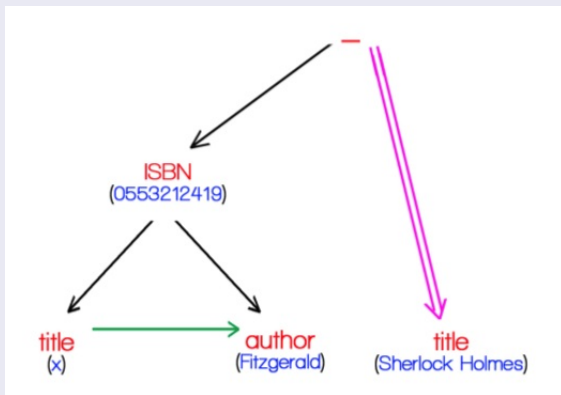 _
ISBN
(0553212419)
title
(x)
author
(Fitzgerald)
title
(Sherlock Holmes)